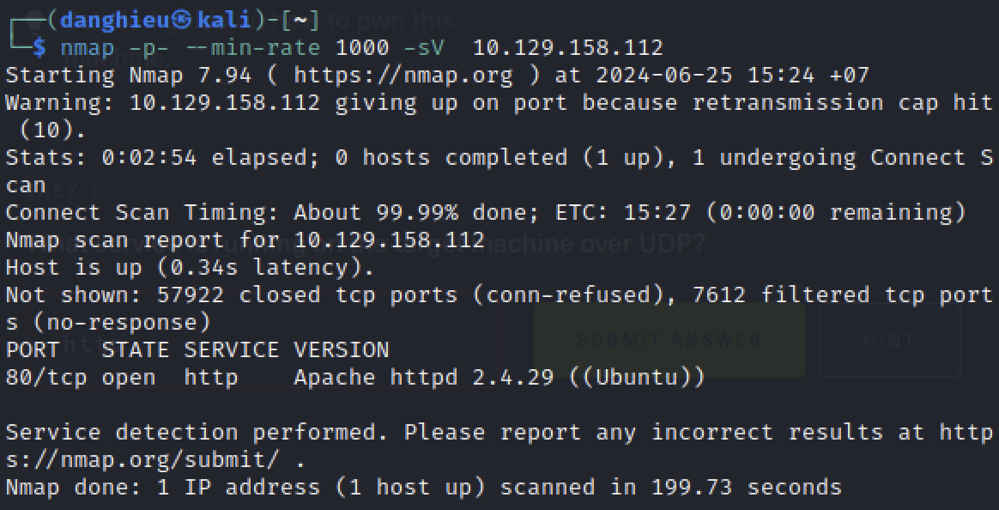 ┌──(danghieu㉿kali)-[~]
└─$ nmap -p- --min-rate 1000 -sV  10.129.158.112
Starting Nmap 7.94 ( https://nmap.org ) at 2024-06-25 15:24 +07
Warning: 10.129.158.112 giving up on port because retransmission cap hit
 (10).
Stats: 0:02:54 elapsed; 0 hosts completed (1 up), 1 undergoing Connect S
can
Connect Scan Timing: About 99.99% done; ETC: 15:27 (0:00:00 remaining)
Nmap scan report for 10.129.158.112
Host is up (0.34s latency).
Not shown: 57922 closed tcp ports (conn-refused), 7612 filtered tcp port
s (no-response)
PORT   STATE SERVICE VERSION
80/tcp open  http    Apache httpd 2.4.29 ((Ubuntu))
Service detection performed. Please report any incorrect results at http
s://nmap.org/submit/ .
Nmap done: 1 IP address (1 host up) scanned in 199.73 seconds
to pwn this
machine
TASK 1
running on machine over UDP?
SUBMIT ANSWER
HINT